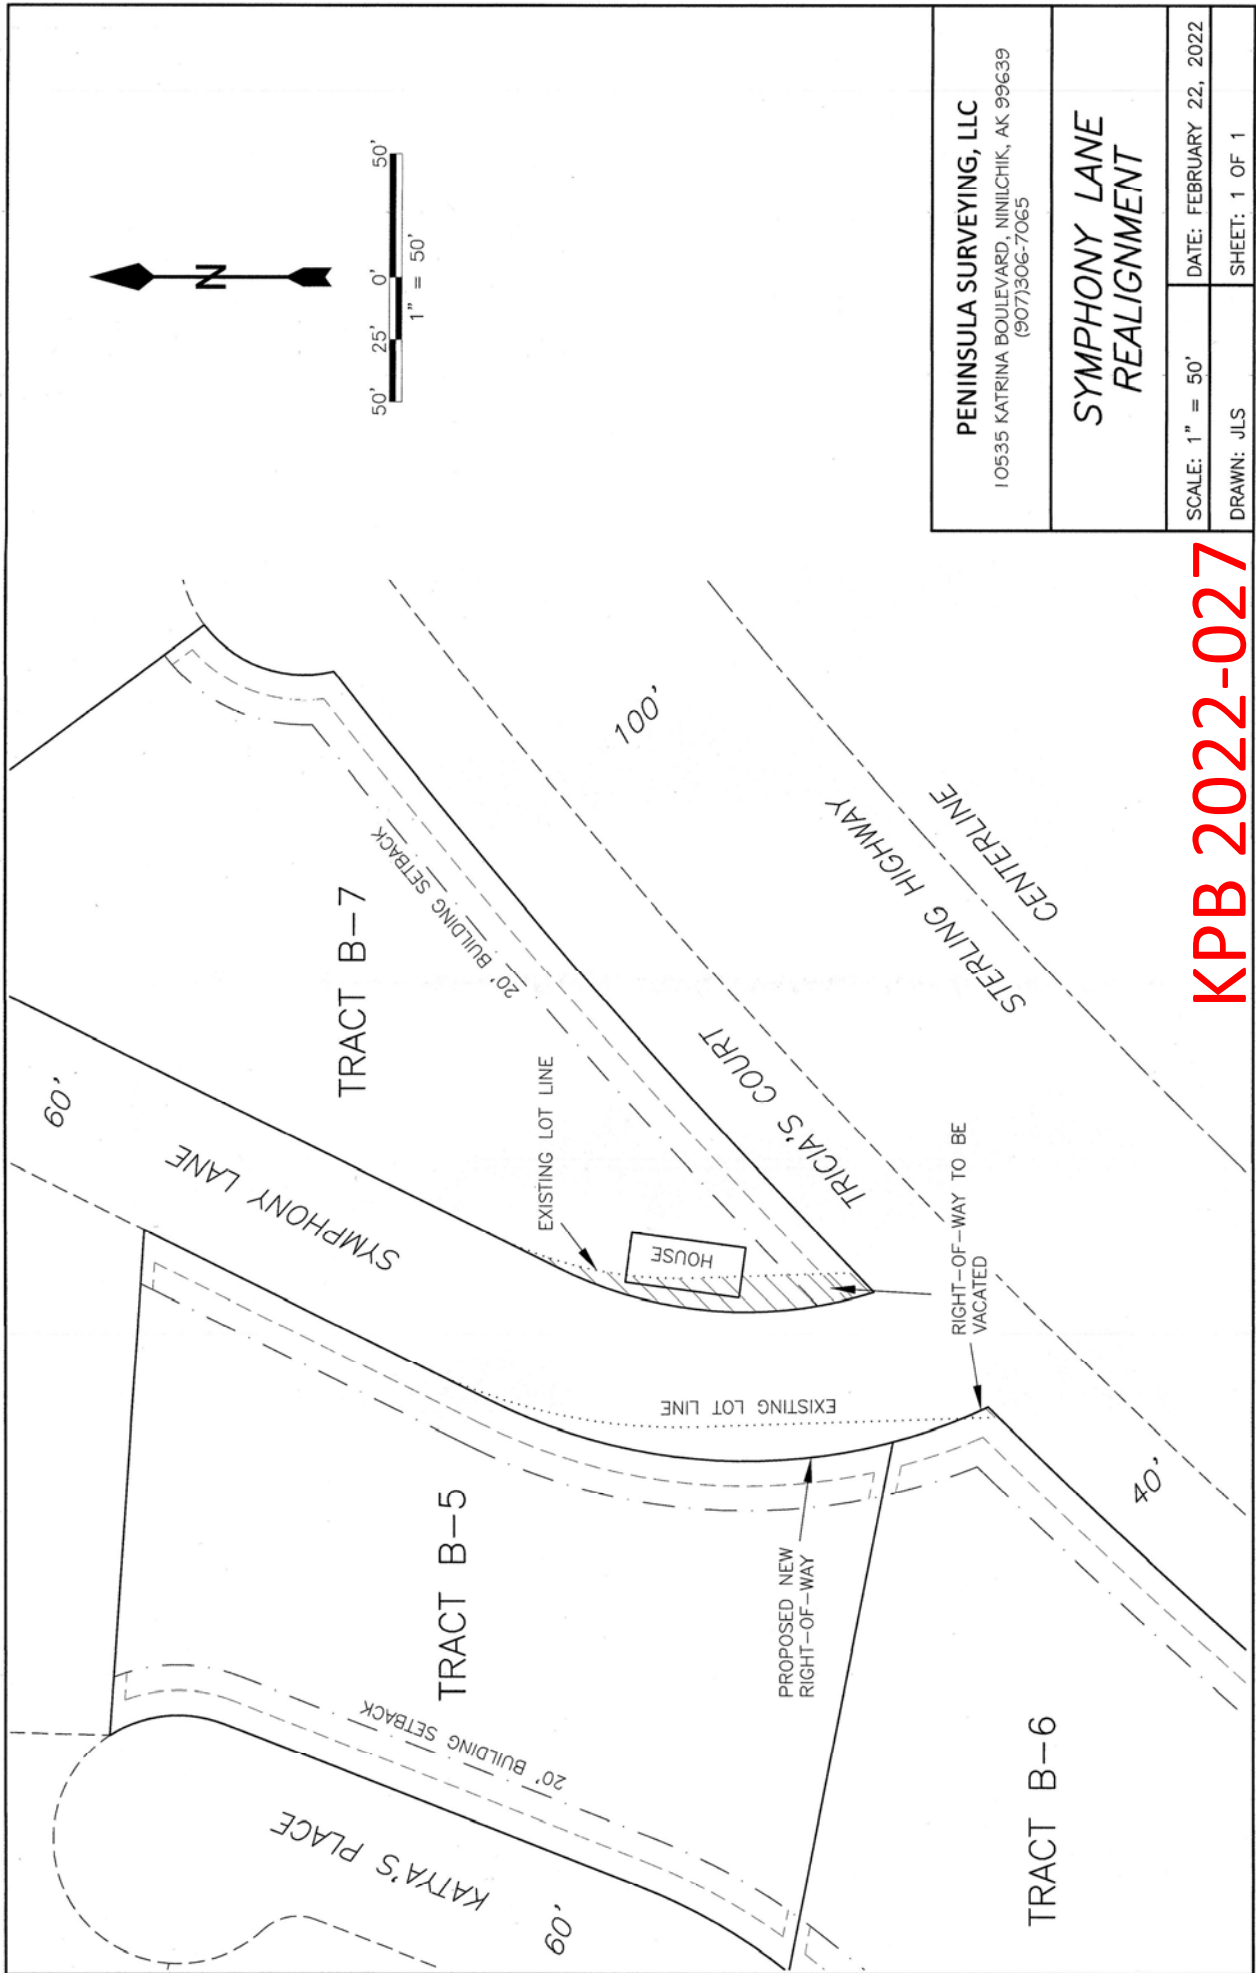 60'
SYMPHONY LANE
TRACT B-7
20' BUILDING SETBACK
N
50' 25' 0' 50'
1" = 50'
EXISTING LOT LINE
HOUSE
EXISTING LOT LINE
TRACT B-5
20' BUILDING SETBACK
KATYA'S PLACE
60'
PROPOSED NEW
RIGHT-OF-WAY
RIGHT-OF-WAY TO BE
VACATED
TRICIA'S COURT
100'
STERLING HIGHWAY
CENTERLINE
40'
TRACT B-6
PENINSULA SURVEYING, LLC
10535 KATRINA BOULEVARD, NINILCHIK, AK 99639
(907)306-7065
SYMPHONY LANE
REALIGNMENT
SCALE: 1" = 50'
DATE: FEBRUARY 22, 2022
DRAWN: JLS
SHEET: 1 OF 1
KPB 2022-027